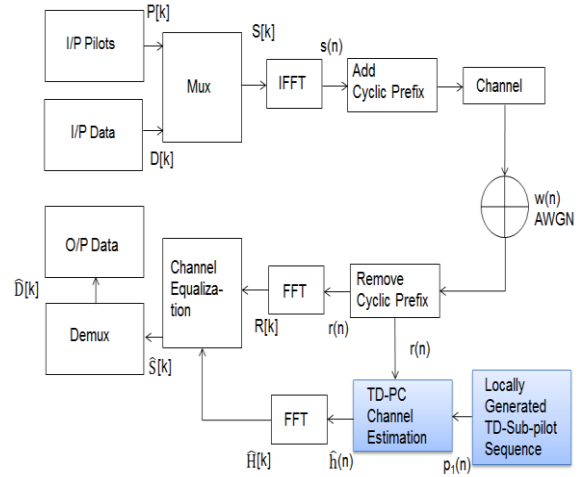 P[k]
I/P Pilots
Mux
S[k]
IFFT
s(n)
Add
Cyclic Prefix
Channel
I/P Data
D[k]
w(n)
AWGN
O/P Data
D̂[k]
Demux
Ŝ[k]
Channel
Equaliza-
tion
FFT
R[k]
r(n)
Remove
Cyclic Prefix
r(n)
FFT
Ĥ[k]
ĥ(n)
TD-PC
Channel
Estimation
p₁(n)
Locally
Generated
TD-Sub-pilot
Sequence